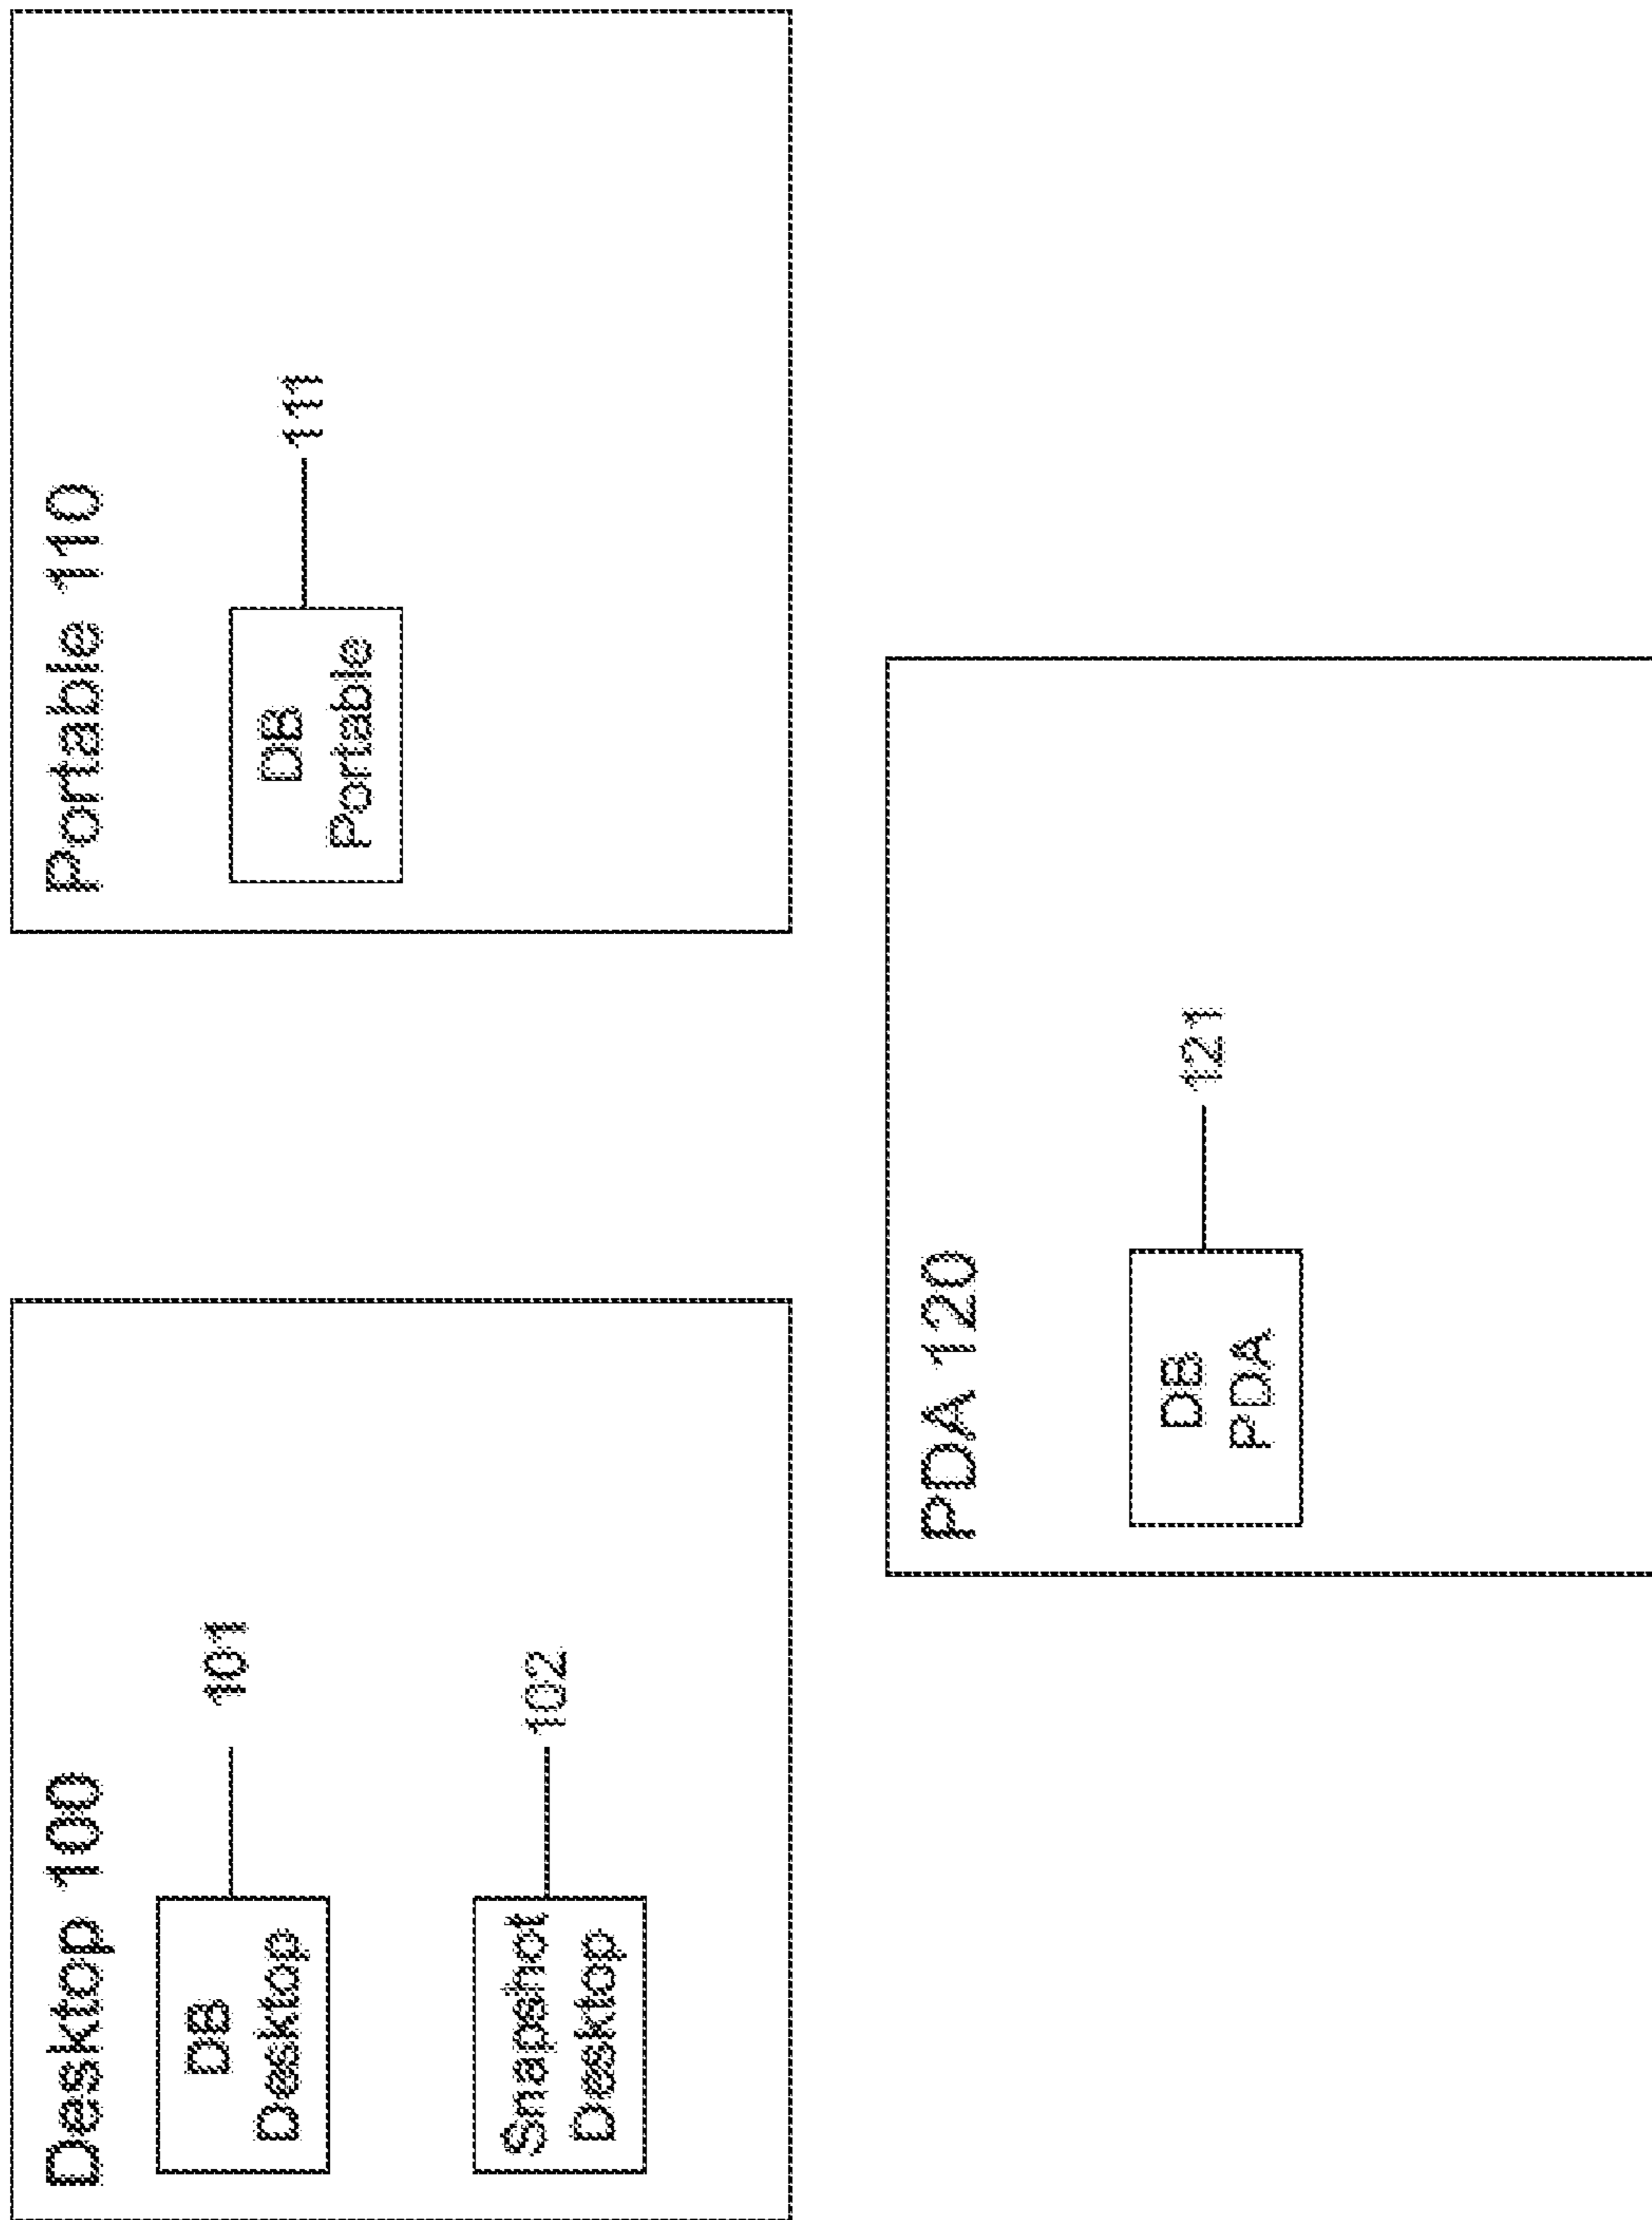 Desktop 100
DB
Desktop
101
Snapshot
Desktop
102
Portable 110
DB
Portable
111
PDA 120
DB
PDA
121